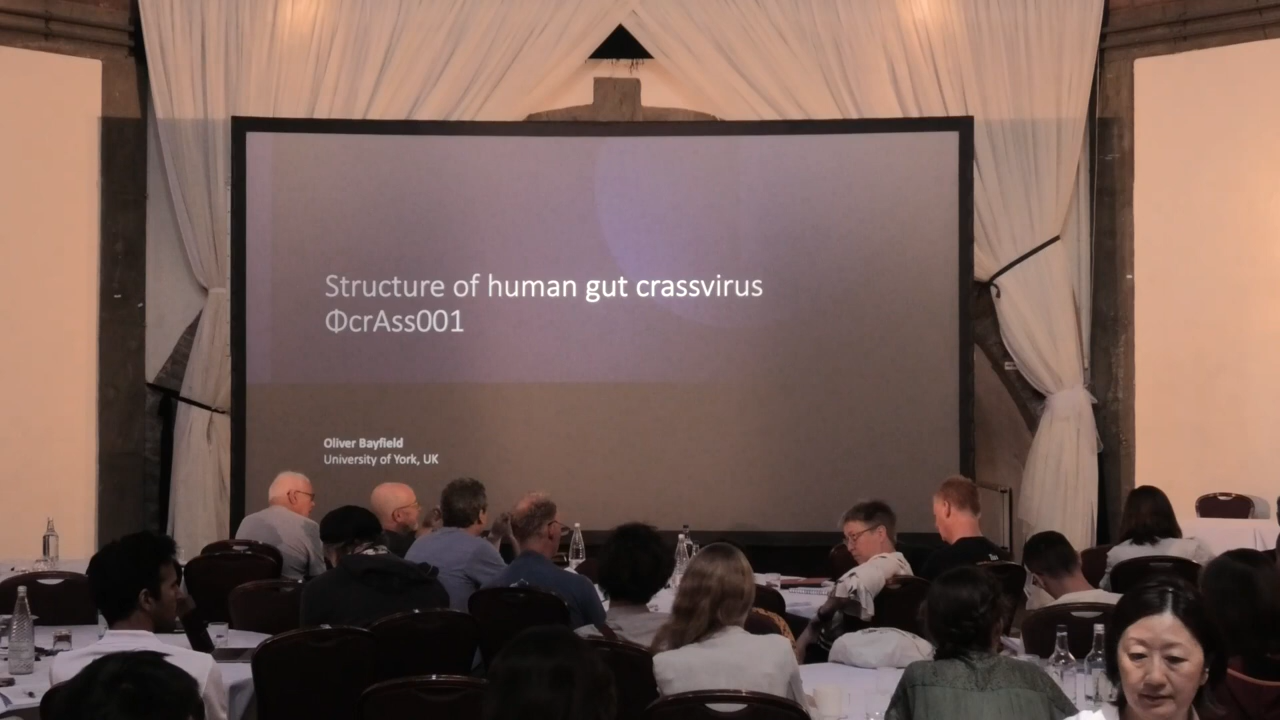 Structure of human gut crassvirus
ΦcrAss001
Oliver Bayfield
University of York, UK